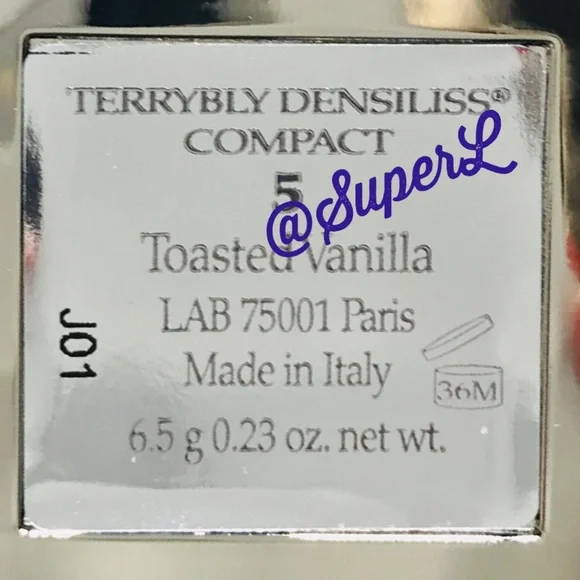 TERRYBLY DENSILISS®
COMPACT
5
@SuperL
Toasted Vanilla
LAB 75001 Paris
Made in Italy
36M
6.5 g 0.23 oz. net wt.
J01